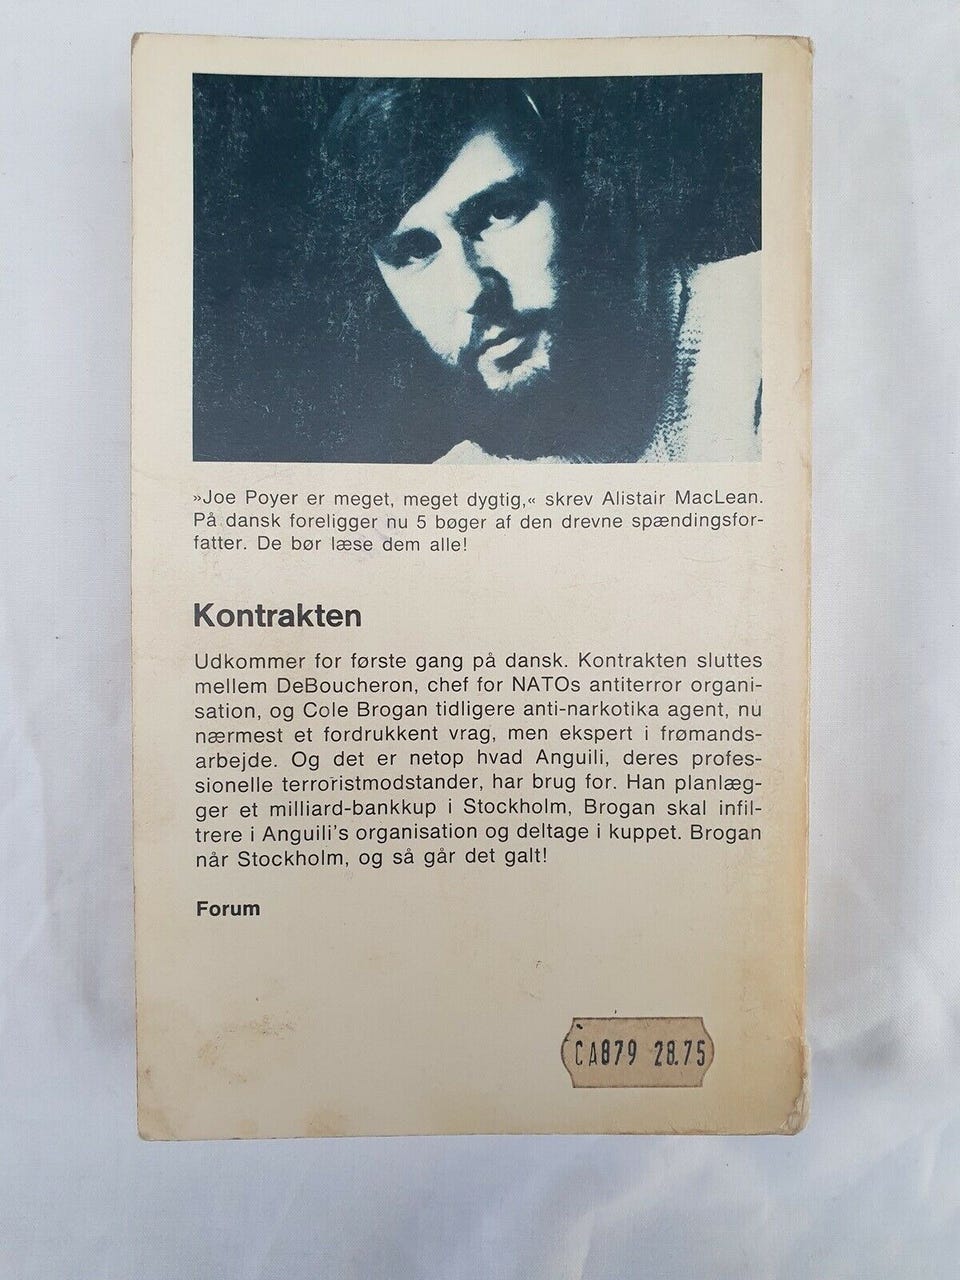 »Joe Poyer er meget, meget dygtig,« skrev Alistair MacLean.
På dansk foreligger nu 5 bøger af den drevne spændingsfor-
fatter. De bør læse dem alle!
Kontrakten
Udkommer for første gang på dansk. Kontrakten sluttes
mellem DeBoucheron, chef for NATOs antiterror organi-
sation, og Cole Brogan tidligere anti-narkotika agent, nu
nærmest et fordrukkent vrag, men ekspert i frømands-
arbejde. Og det er netop hvad Anguili, deres profes-
sionelle terroristmodstander, har brug for. Han planlæg-
ger et milliard-bankkup i Stockholm, Brogan skal infil-
trere i Anguili's organisation og deltage i kuppet. Brogan
når Stockholm, og så går det galt!
Forum
CA879 28.75